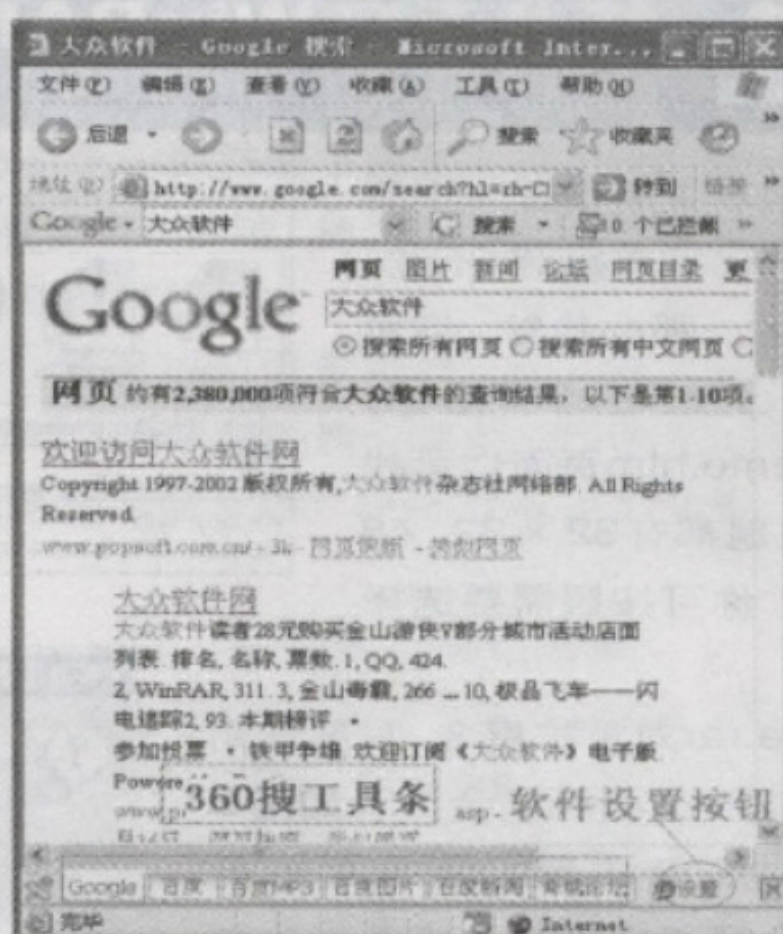 大众软件 - Google 搜索 - Microsoft Inter...
文件(F) 编辑(E) 查看(V) 收藏(A) 工具(T) 帮助(H)
后退 搜索 收藏夹 »
地址(D) http://www.google.com/search?hl=zh-C 转到 链接 »
Google 大众软件 搜索 10 个已拦截 »
网页 图片 新闻 论坛 网页目录 更
Google
大众软件
搜索所有网页 搜索所有中文网页
网页 约有2,380,000项符合大众软件的查询结果，以下是第1-10项。
欢迎访问大众软件网
Copyright 1997-2002 版权所有,大众软件杂志社网络部. All Rights
Reserved.
www.popsoft.com.cn/ - 3k - 网页快照 - 类似网页
大众软件网
大众软件读者28元购买金山游侠V部分城市活动店面
列表. 排名, 名称, 票数. 1, QQ, 424.
2, WinRAR, 311. 3, 金山毒霸, 266 ... 10, 极品飞车——闪
电追踪2, 93. 本期榜评 •
参加投票 • 铁甲争雄 欢迎订阅《大众软件》电子版
Powere
360搜工具条 asp - 软件设置按钮
Google 百度 百度MP3 百度图片 百度新闻 设置
完毕 Internet